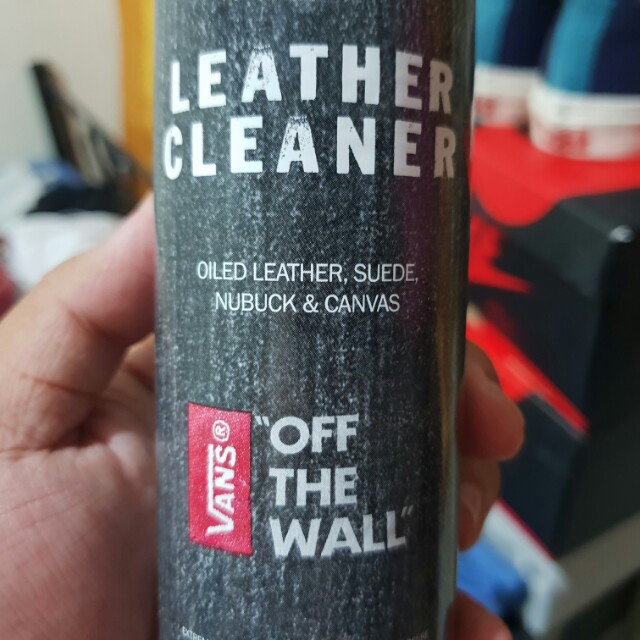 LEATHER
CLEANER
OILED LEATHER, SUEDE,
NUBUCK & CANVAS
VANS®
"OFF
THE
WALL"